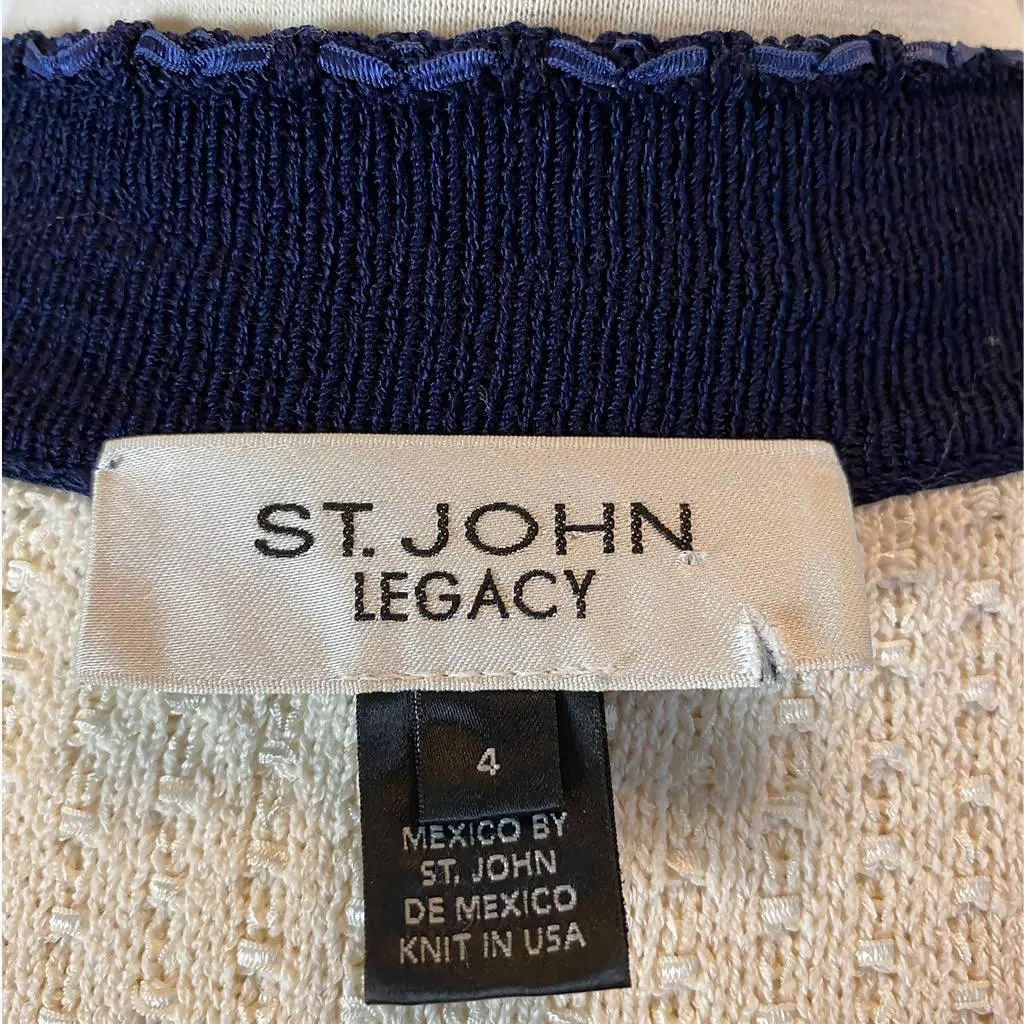 ST. JOHN
LEGACY
4
MEXICO BY
ST. JOHN
DE MEXICO
KNIT IN USA